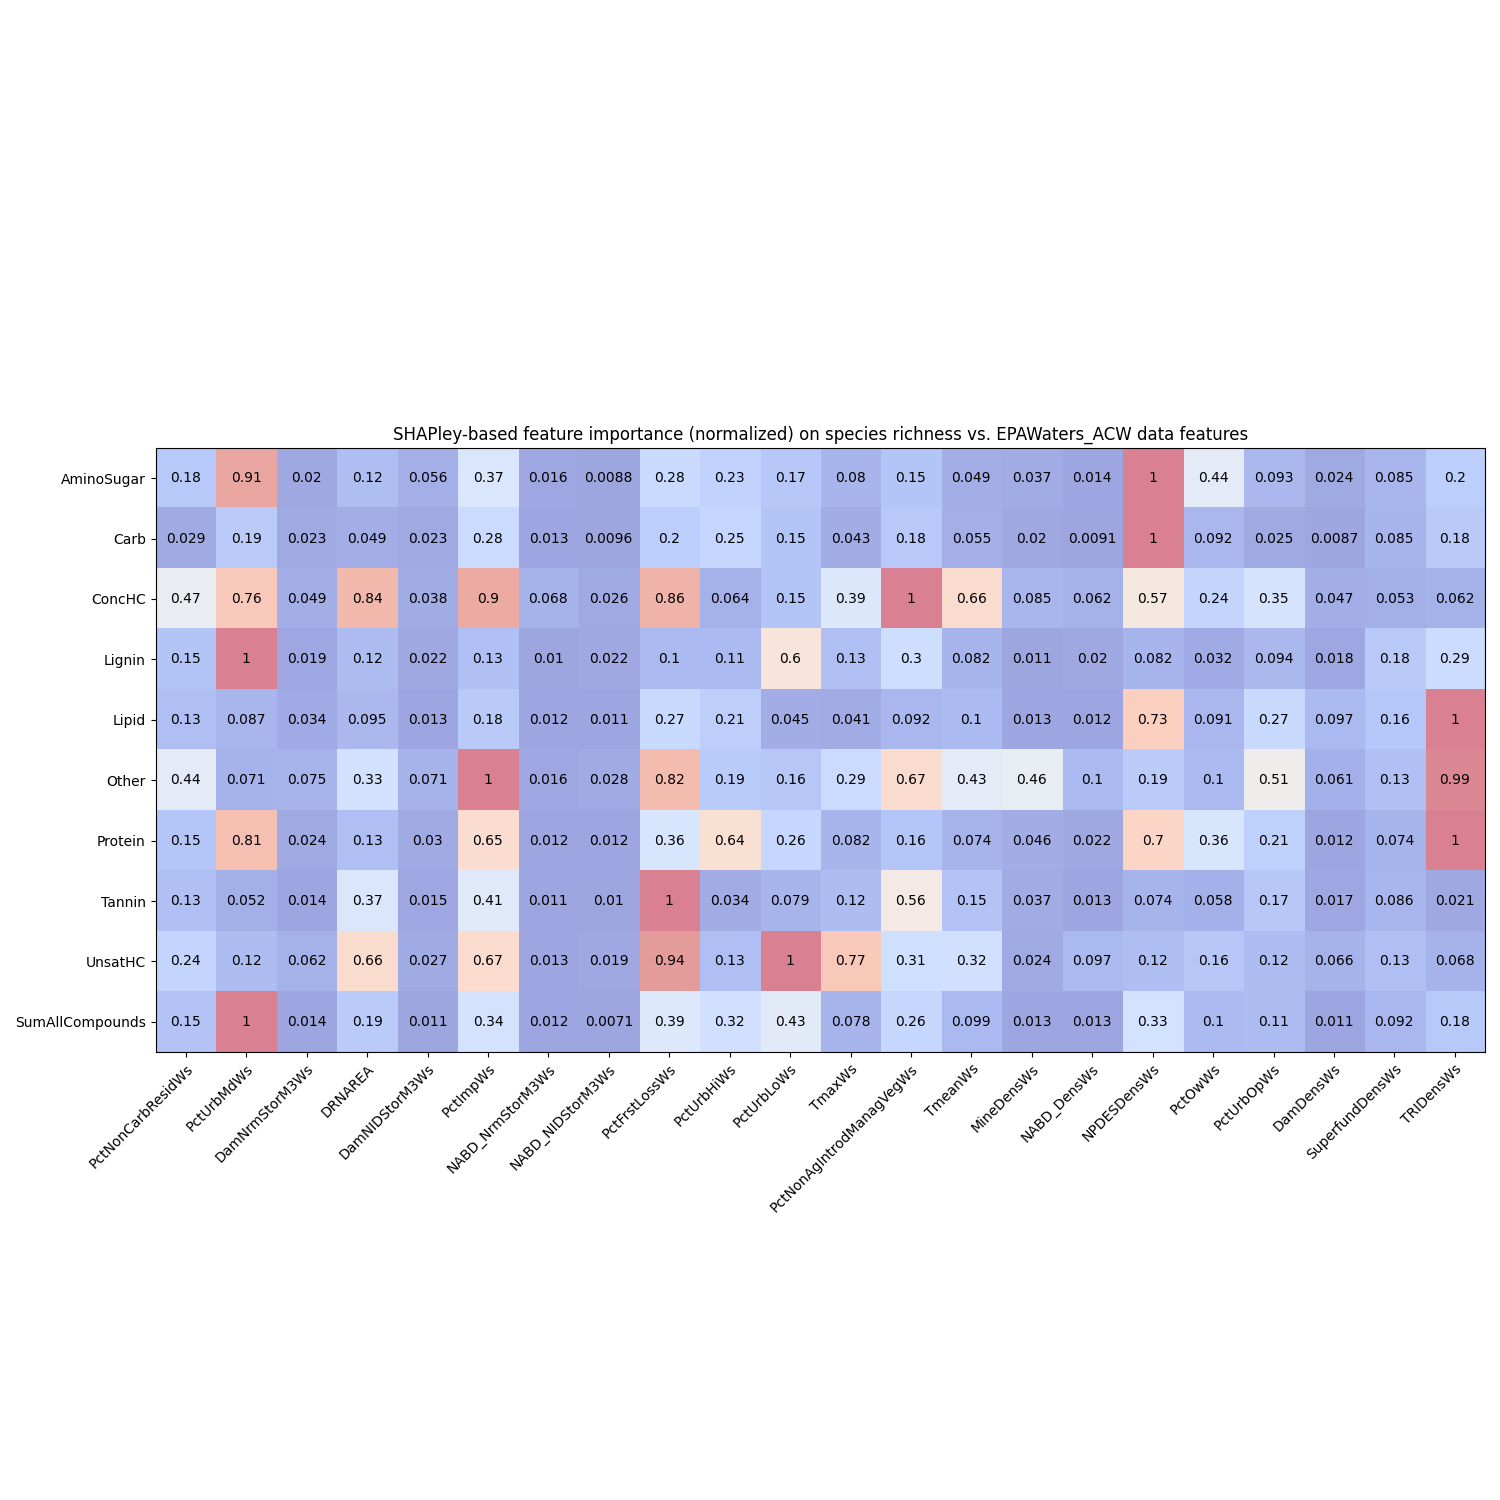 SHAPley-based feature importance (normalized) on species richness vs. EPAWaters_ACW data features
AminoSugar 0.18 0.91 0.02 0.12 0.056 0.37 0.016 0.0088 0.28 0.23 0.17 0.08 0.15 0.049 0.037 0.014 1 0.44 0.093 0.024 0.085 0.2
Carb 0.029 0.19 0.023 0.049 0.023 0.28 0.013 0.0096 0.2 0.25 0.15 0.043 0.18 0.055 0.02 0.0091 1 0.092 0.025 0.0087 0.085 0.18
ConcHC 0.47 0.76 0.049 0.84 0.038 0.9 0.068 0.026 0.86 0.064 0.15 0.39 1 0.66 0.085 0.062 0.57 0.24 0.35 0.047 0.053 0.062
Lignin 0.15 1 0.019 0.12 0.022 0.13 0.01 0.022 0.1 0.11 0.6 0.13 0.3 0.082 0.011 0.02 0.082 0.032 0.094 0.018 0.18 0.29
Lipid 0.13 0.087 0.034 0.095 0.013 0.18 0.012 0.011 0.27 0.21 0.045 0.041 0.092 0.1 0.013 0.012 0.73 0.091 0.27 0.097 0.16 1
Other 0.44 0.071 0.075 0.33 0.071 1 0.016 0.028 0.82 0.19 0.16 0.29 0.67 0.43 0.46 0.1 0.19 0.1 0.51 0.061 0.13 0.99
Protein 0.15 0.81 0.024 0.13 0.03 0.65 0.012 0.012 0.36 0.64 0.26 0.082 0.16 0.074 0.046 0.022 0.7 0.36 0.21 0.012 0.074 1
Tannin 0.13 0.052 0.014 0.37 0.015 0.41 0.011 0.01 1 0.034 0.079 0.12 0.56 0.15 0.037 0.013 0.074 0.058 0.17 0.017 0.086 0.021
UnsatHC 0.24 0.12 0.062 0.66 0.027 0.67 0.013 0.019 0.94 0.13 1 0.77 0.31 0.32 0.024 0.097 0.12 0.16 0.12 0.066 0.13 0.068
SumAllCompounds 0.15 1 0.014 0.19 0.011 0.34 0.012 0.0071 0.39 0.32 0.43 0.078 0.26 0.099 0.013 0.013 0.33 0.1 0.11 0.011 0.092 0.18
PctNonCarbResidWs
PctUrbMdWs
DamNrmStorM3Ws
DRNAREA
DamNIDStorM3Ws
PctImpWs
NABD_NrmStorM3Ws
NABD_NIDStorM3Ws
PctFrstLossWs
PctUrbHiWs
PctUrbLoWs
TmaxWs
PctNonAgIntrodManagVegWs
TmeanWs
MineDensWs
NABD_DensWs
NPDESDensWs
PctOwWs
PctUrbOpWs
DamDensWs
SuperfundDensWs
TRIDensWs